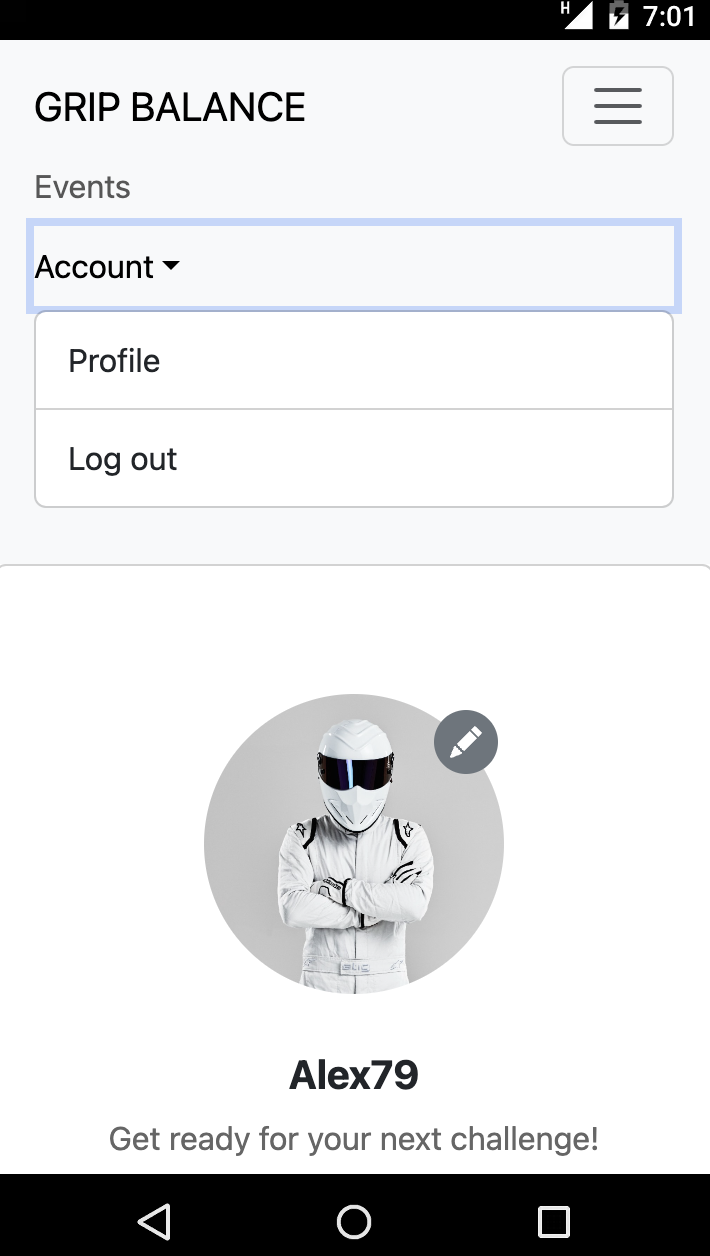 H 7:01
GRIP BALANCE
Events
Account
Profile
Log out
Alex79
Get ready for your next challenge!